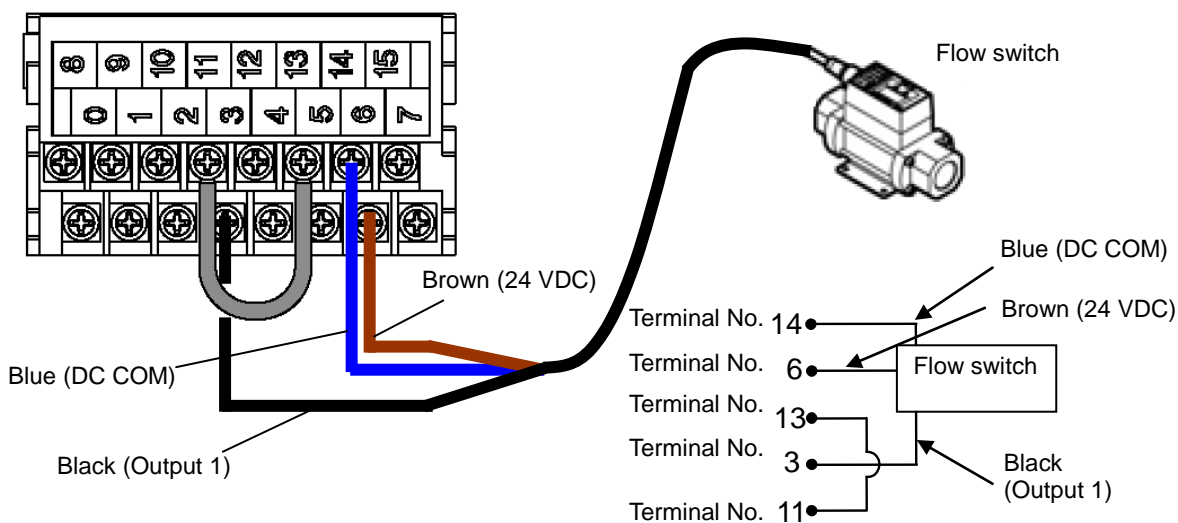 8 9 10 11 12 13 14 15
0 1 2 3 4 5 6 7
Flow switch
Brown (24 VDC)
Blue (DC COM)
Black (Output 1)
Blue (DC COM)
Brown (24 VDC)
Terminal No. 14
Terminal No. 6
Flow switch
Terminal No. 13
Terminal No. 3
Black
(Output 1)
Terminal No. 11